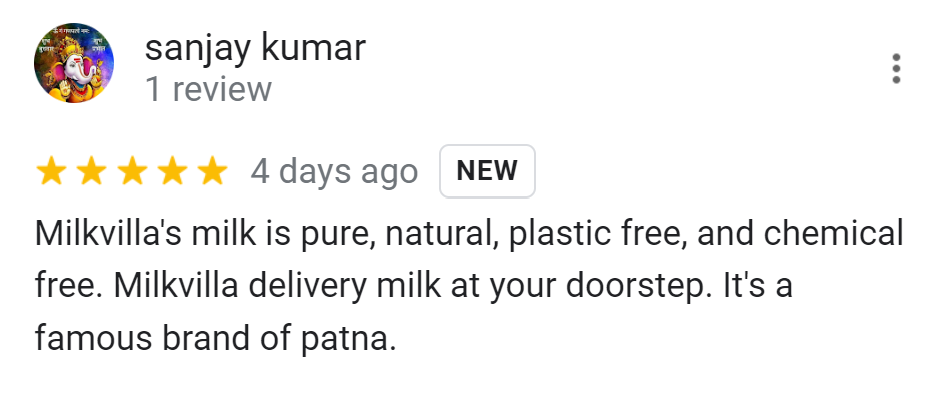 sanjay kumar
1 review
4 days ago NEW
Milkvilla's milk is pure, natural, plastic free, and chemical
free. Milkvilla delivery milk at your doorstep. It's a
famous brand of patna.